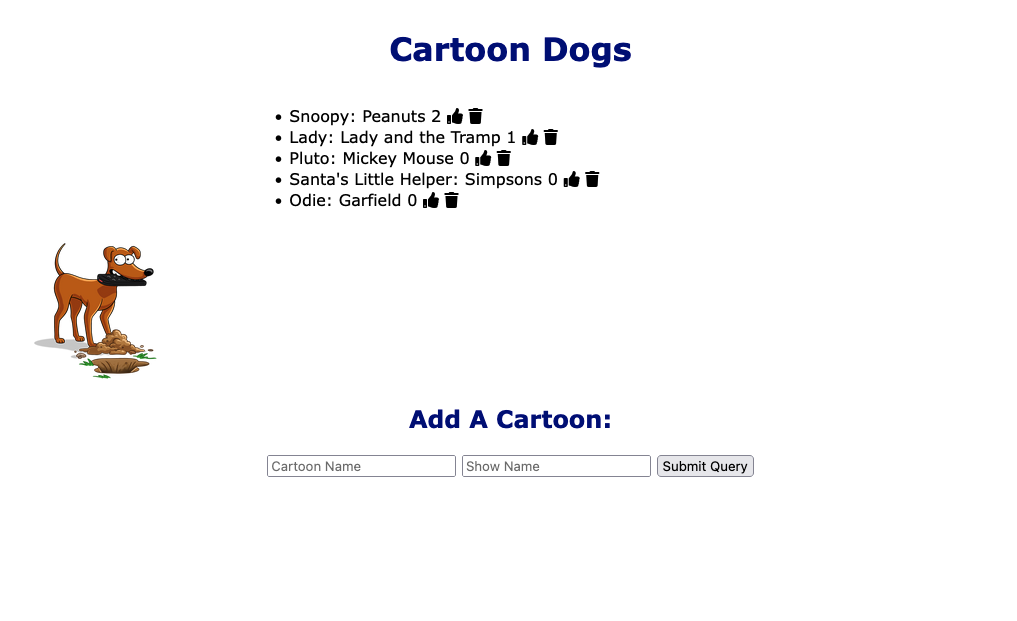 Cartoon Dogs
Snoopy: Peanuts 2
Lady: Lady and the Tramp 1
Pluto: Mickey Mouse 0
Santa's Little Helper: Simpsons 0
Odie: Garfield 0
Add A Cartoon:
Cartoon Name Show Name Submit Query